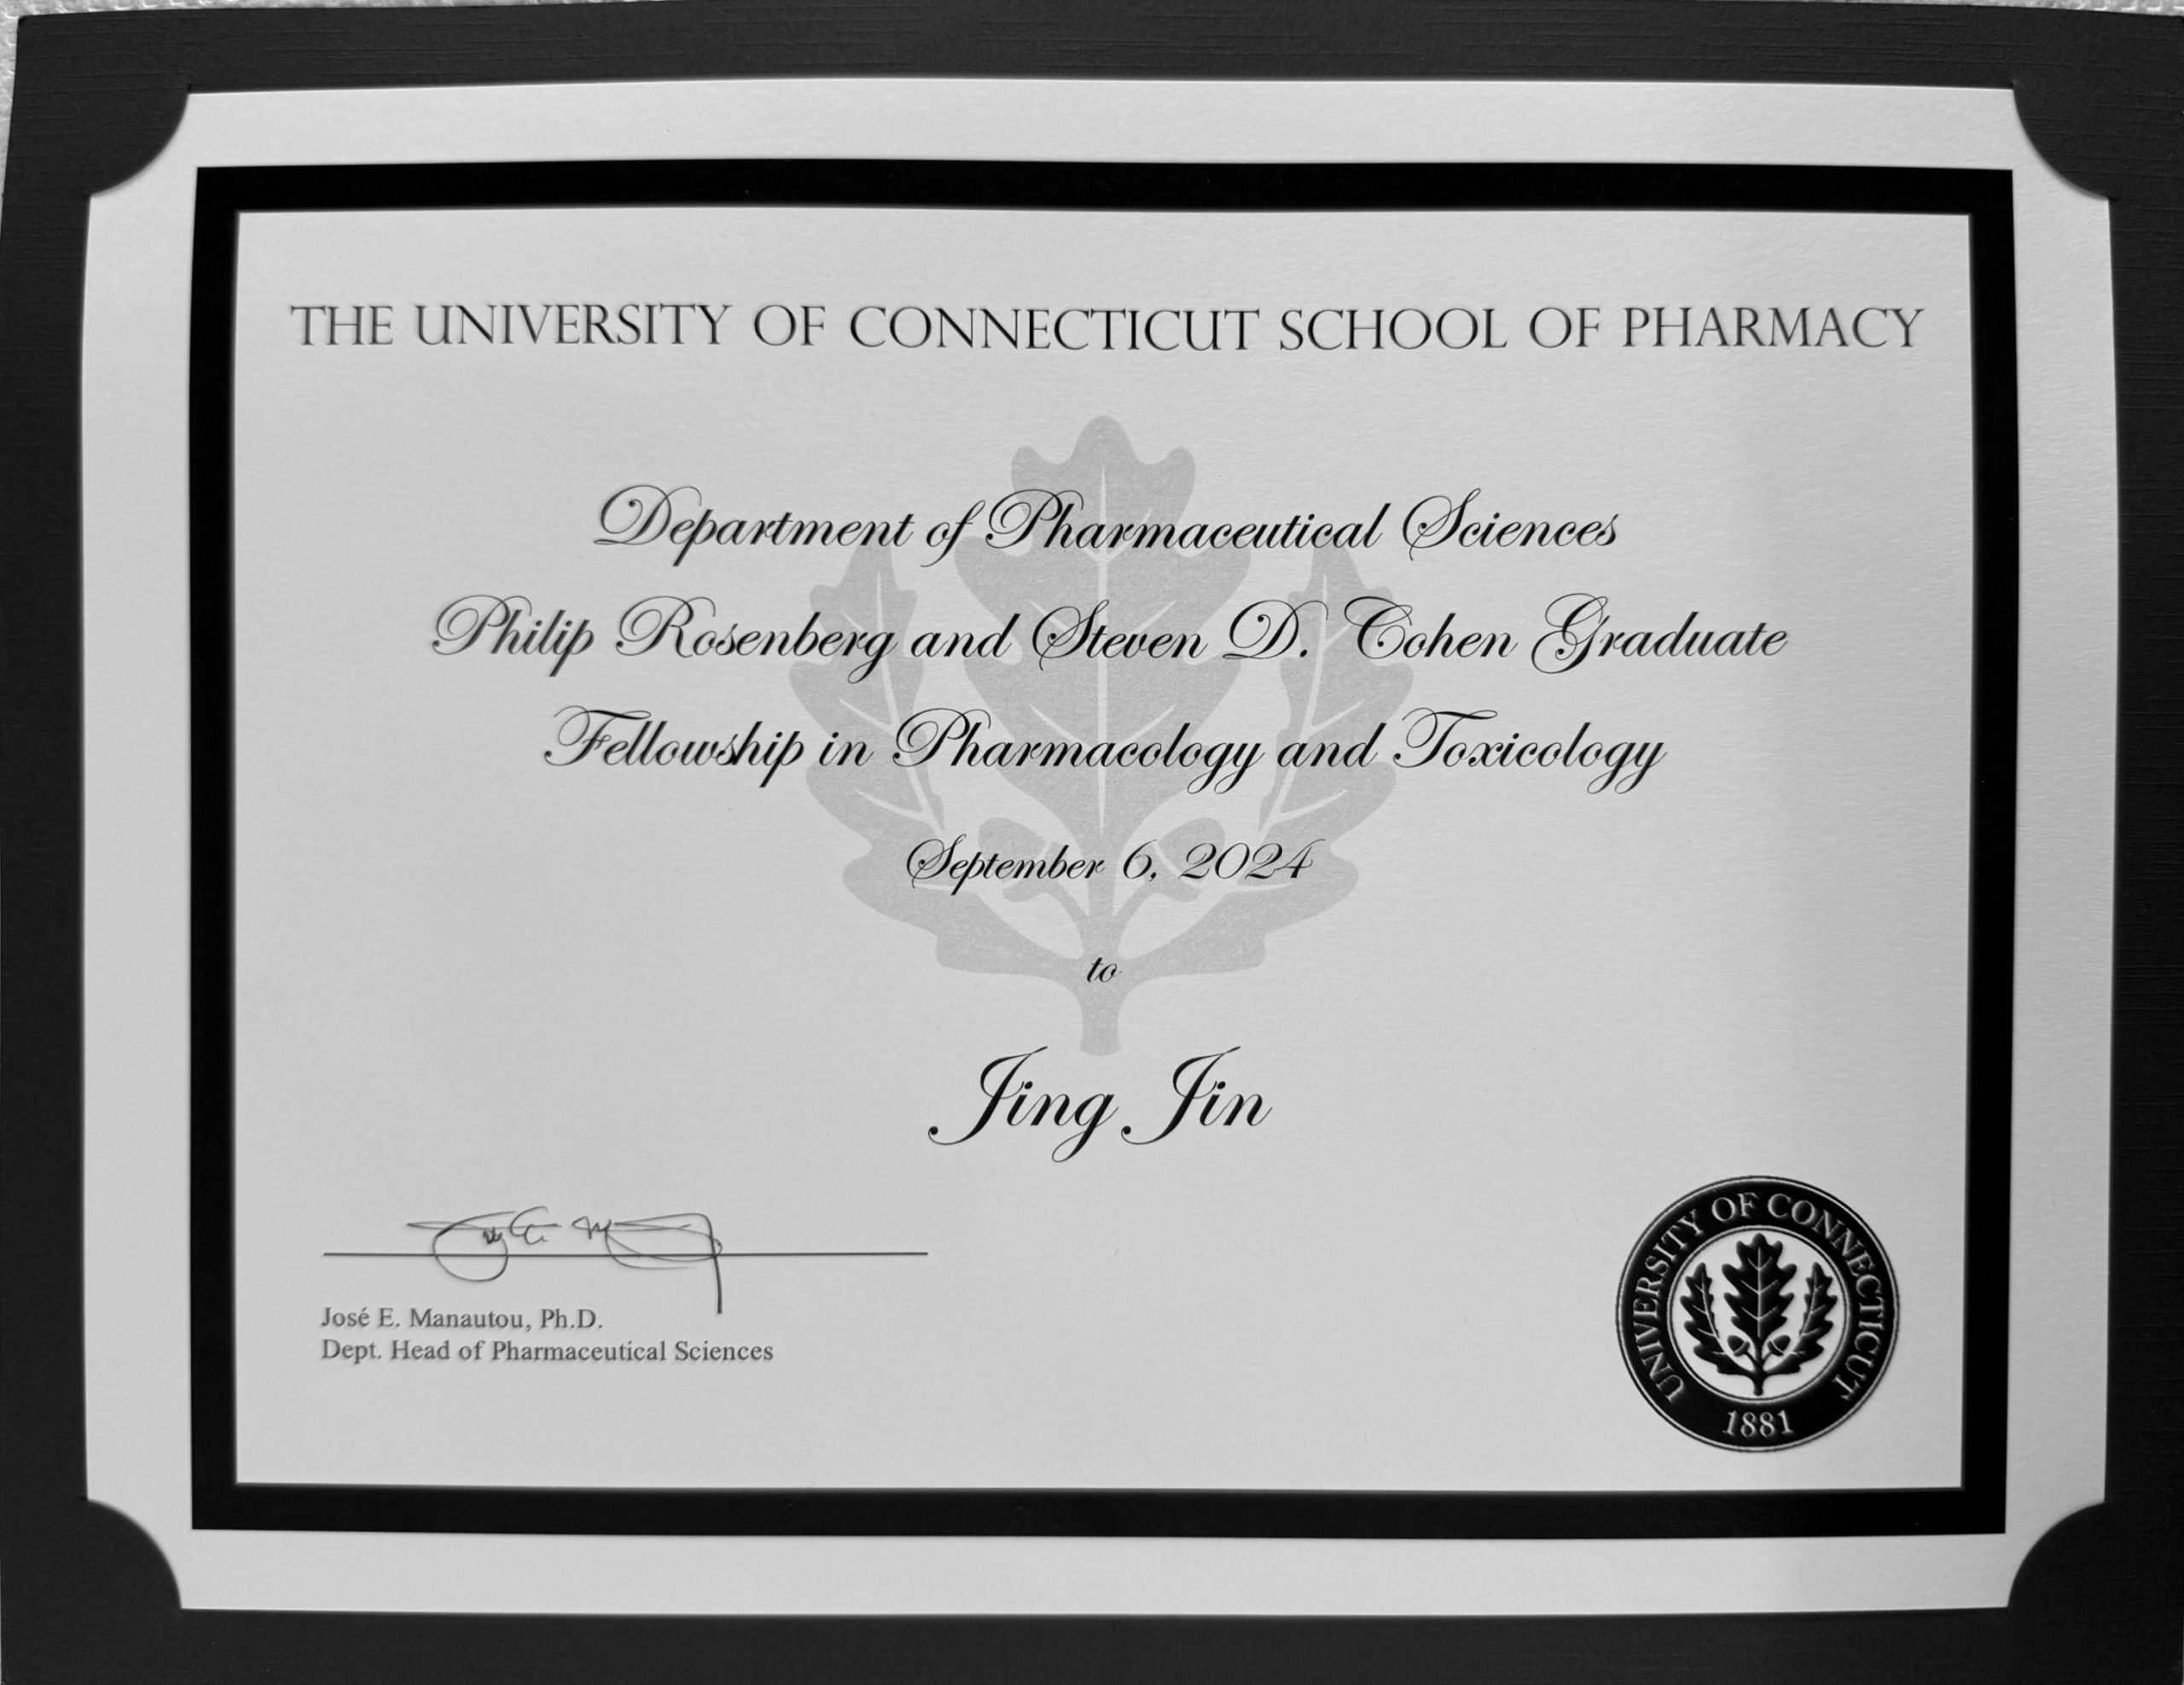 THE UNIVERSITY OF CONNECTICUT SCHOOL OF PHARMACY
Department of Pharmaceutical Sciences
Philip Rosenberg and Steven D. Cohen Graduate
Fellowship in Pharmacology and Toxicology
September 6, 2024
to
Jing Jin
José E. Manautou, Ph.D.
Dept. Head of Pharmaceutical Sciences
UNIVERSITY OF CONNECTICUT
1881